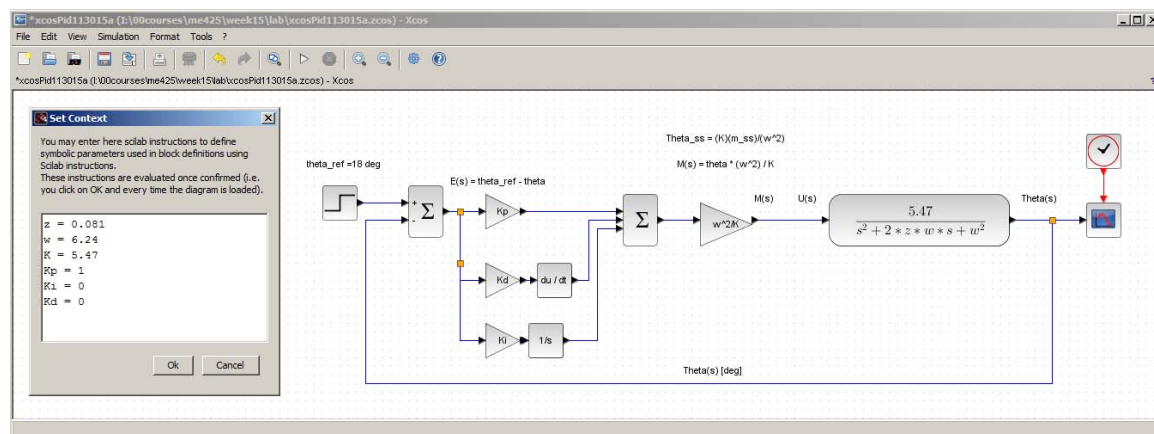 *xcosPid113015a (I:\00courses\me425\week15\lab\xcosPid113015a.zcos) - Xcos
File Edit View Simulation Format Tools ?
*xcosPid113015a (I:\00courses\me425\week15\lab\xcosPid113015a.zcos) - Xcos
?
Set Context
You may enter here scilab instructions to define
symbolic parameters used in block definitions using
Scilab instructions.
These instructions are evaluated once confirmed (i.e.
you click on OK and every time the diagram is loaded).
z = 0.081
w = 6.24
K = 5.47
Kp = 1
Ki = 0
Kd = 0
Ok Cancel
Theta_ss = (K)(m_ss)/(w^2)
M(s) = theta * (w^2) / K
theta_ref =18 deg
E(s) = theta_ref - theta
+
-
Σ
Kp
Σ
w^2/K
M(s) U(s)
5.47
s² + 2 * z * w * s + w²
Theta(s)
Kd
du / dt
Ki
1/s
Theta(s) [deg]